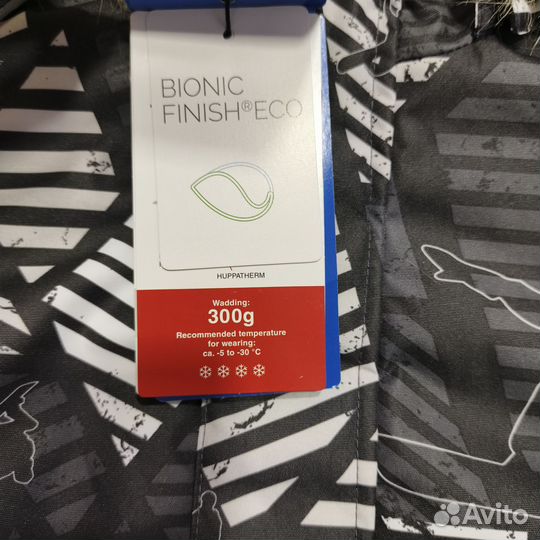 BIONIC
FINISH®ECO
HUPPATHERM
Wadding:
300g
Recommended temperature
for wearing:
ca. -5 to -30 °C
Avito